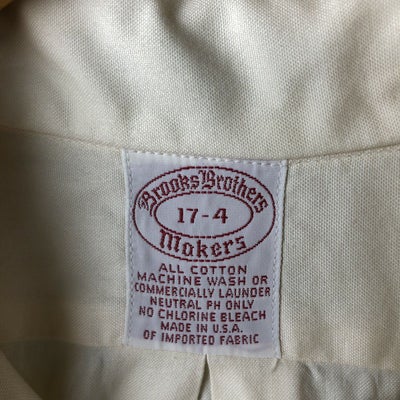 Brooks Brothers
17-4
Makers
ALL COTTON
MACHINE WASH OR
COMMERCIALLY LAUNDER
NEUTRAL PH ONLY
NO CHLORINE BLEACH
MADE IN U.S.A.
OF IMPORTED FABRIC